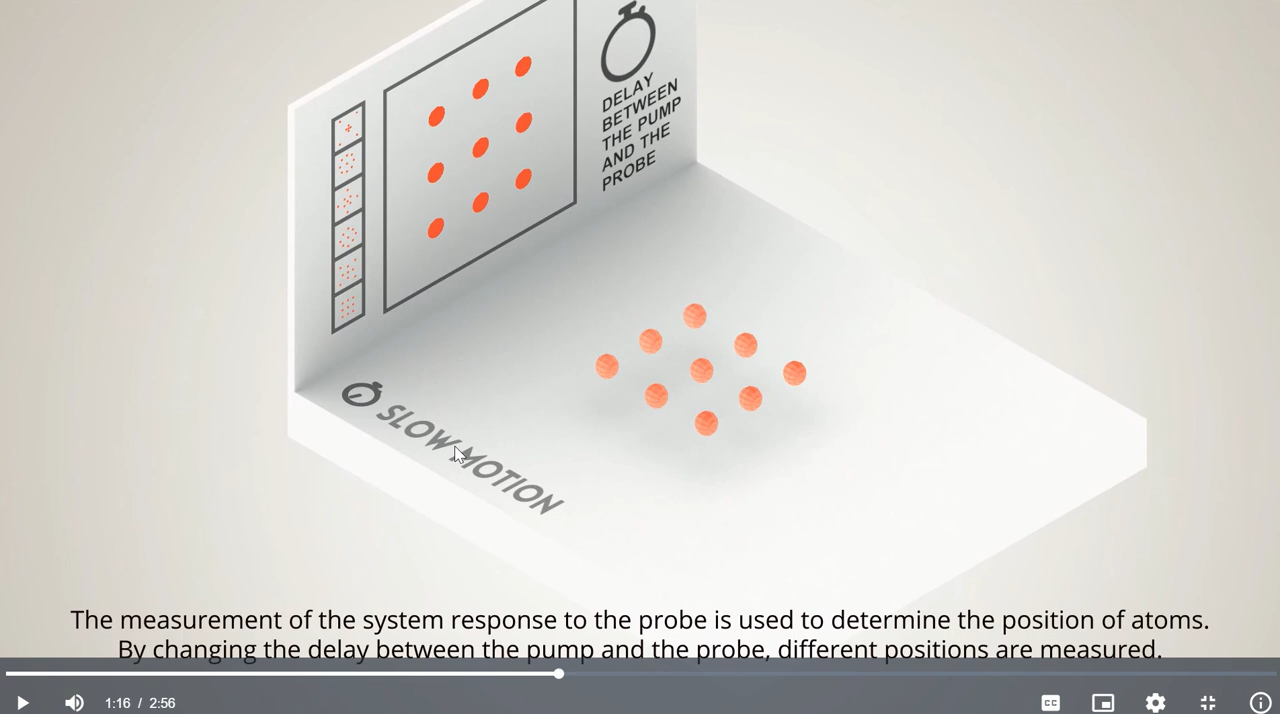 DELAY
BETWEEN
THE PUMP
AND THE
PROBE
SLOW MOTION
The measurement of the system response to the probe is used to determine the position of atoms.
By changing the delay between the pump and the probe, different positions are measured.
1:16 / 2:56
CC